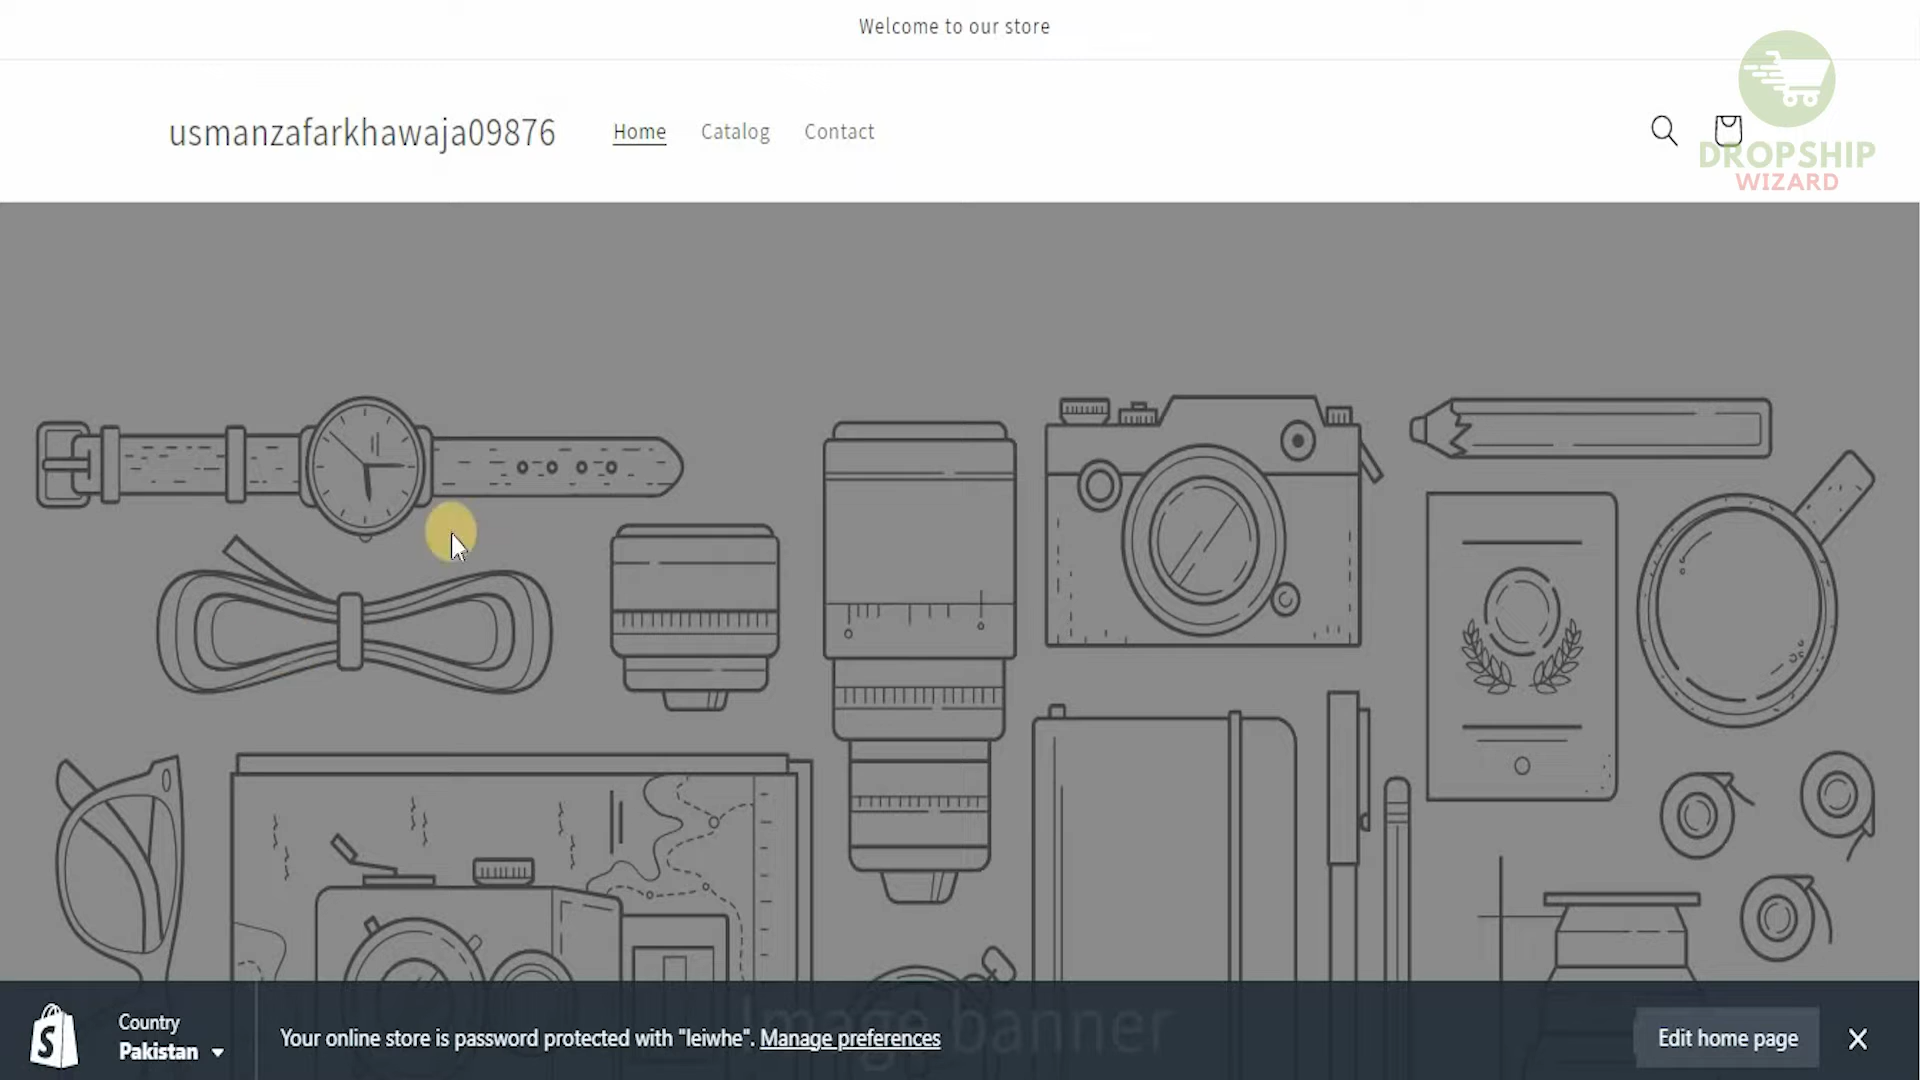 Welcome to our store
usmanzafarkhawaja09876
Home
Catalog
Contact
DROPSHIP
WIZARD
Image banner
Country
Pakistan
Your online store is password protected with "leiwhe". Manage preferences
Edit home page